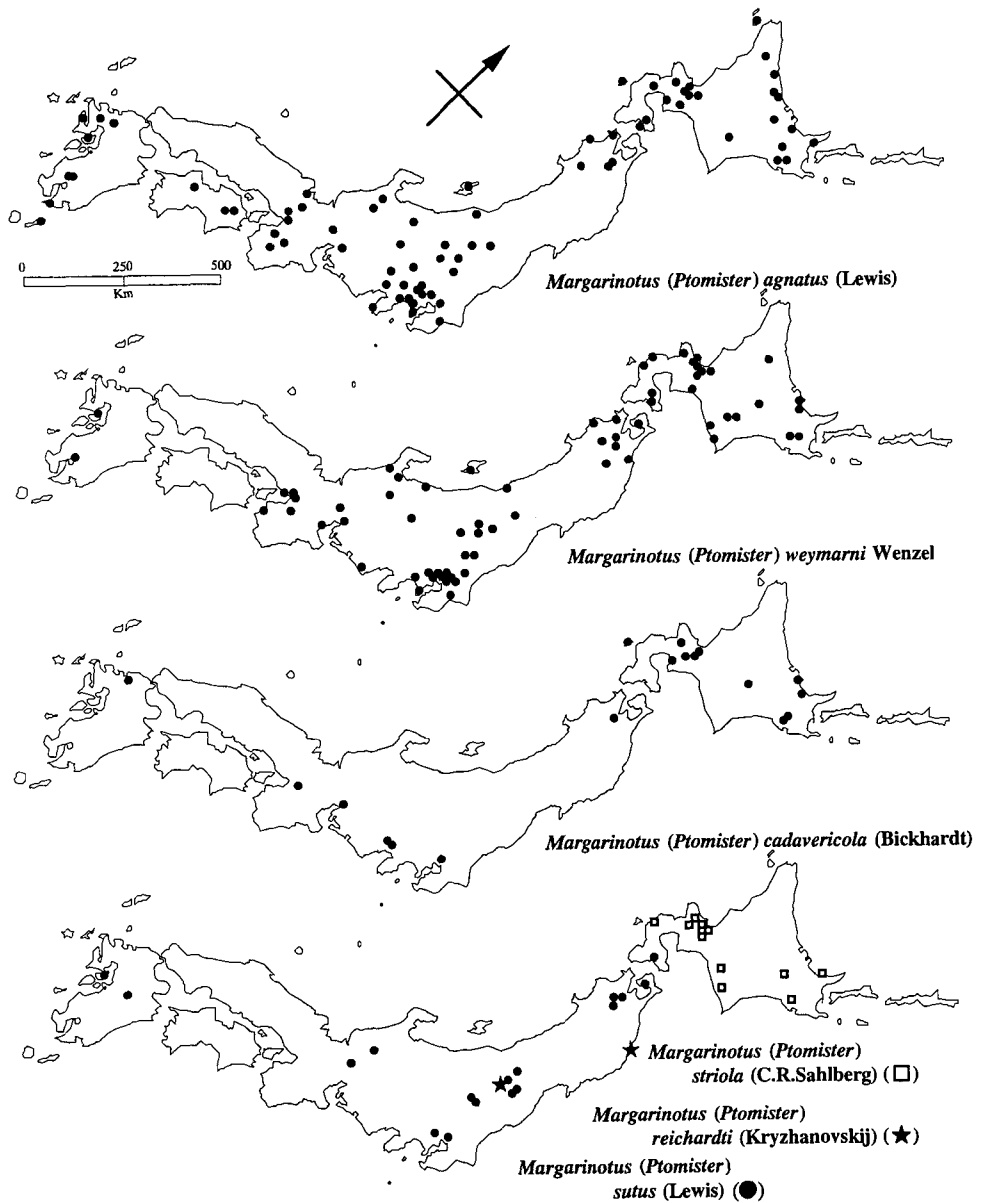 0 250 500
Km
Margarinotus (Ptomister) agnatus (Lewis)
Margarinotus (Ptomister) weymarni Wenzel
Margarinotus (Ptomister) cadavericola (Bickhardt)
Margarinotus (Ptomister)
striola (C.R.Sahlberg) (□)
Margarinotus (Ptomister)
reichardti (Kryzhanovskij) (★)
Margarinotus (Ptomister)
sutus (Lewis) (●)